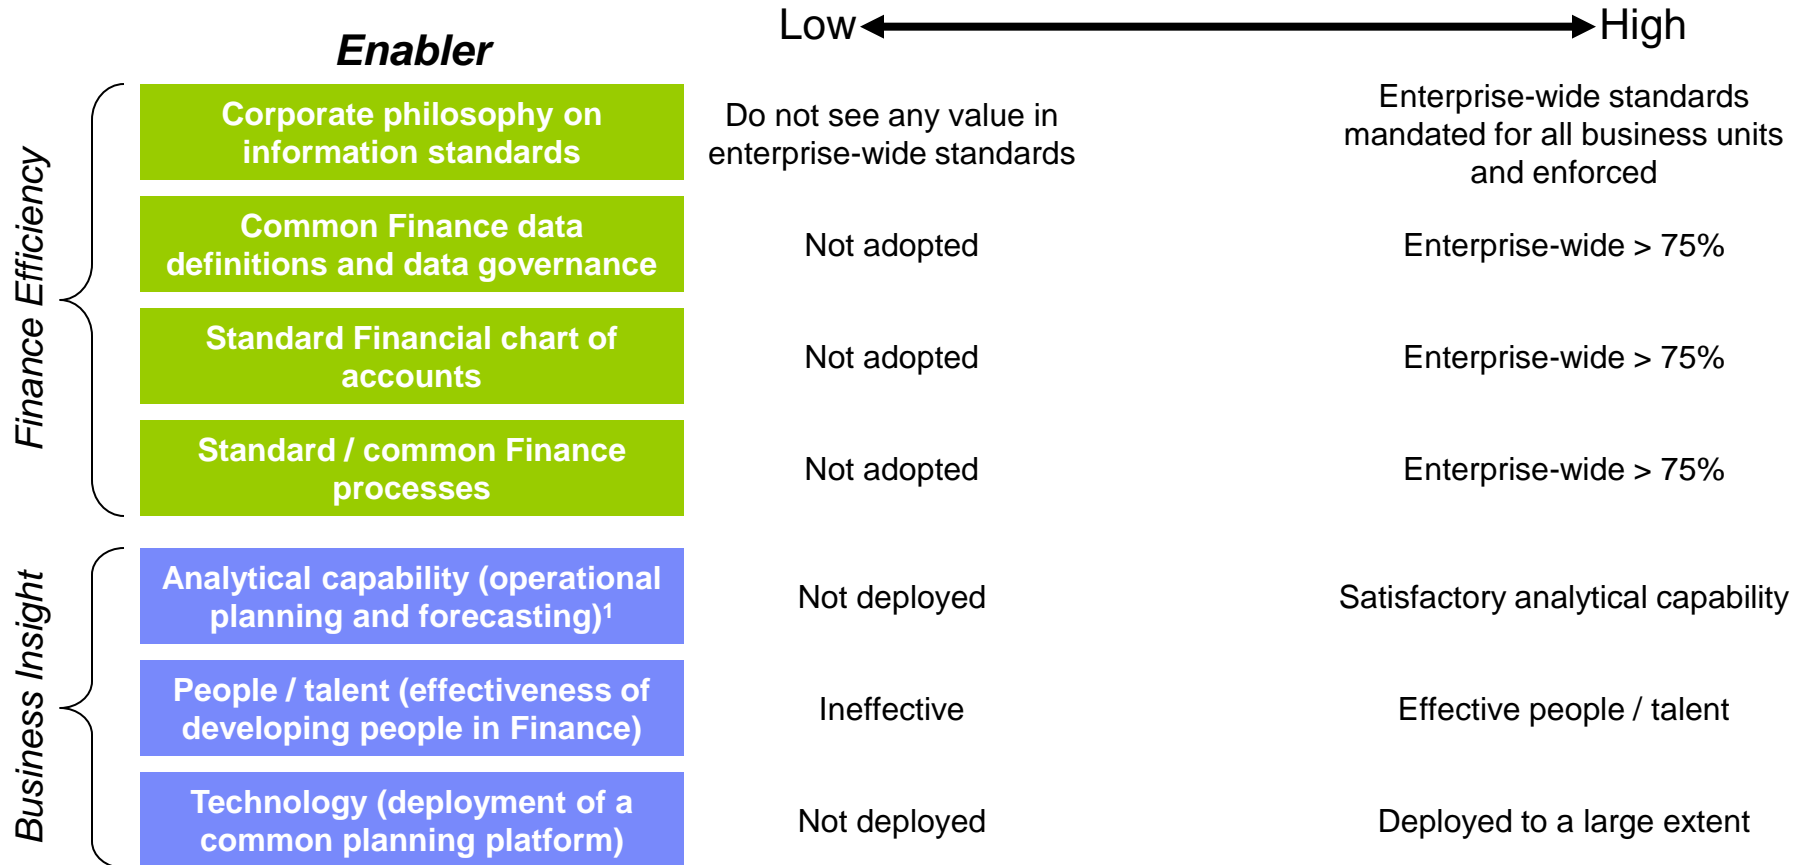 Enabler
Low
High
Finance Efficiency
Corporate philosophy on
information standards
Do not see any value in
enterprise-wide standards
Enterprise-wide standards
mandated for all business units
and enforced
Common Finance data
definitions and data governance
Not adopted
Enterprise-wide > 75%
Standard Financial chart of
accounts
Not adopted
Enterprise-wide > 75%
Standard / common Finance
processes
Not adopted
Enterprise-wide > 75%
Business Insight
Analytical capability (operational
planning and forecasting)¹
Not deployed
Satisfactory analytical capability
People / talent (effectiveness of
developing people in Finance)
Ineffective
Effective people / talent
Technology (deployment of a
common planning platform)
Not deployed
Deployed to a large extent